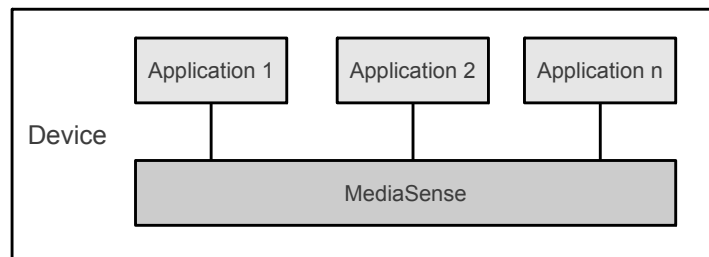 Application 1
Application 2
Application n
Device
MediaSense